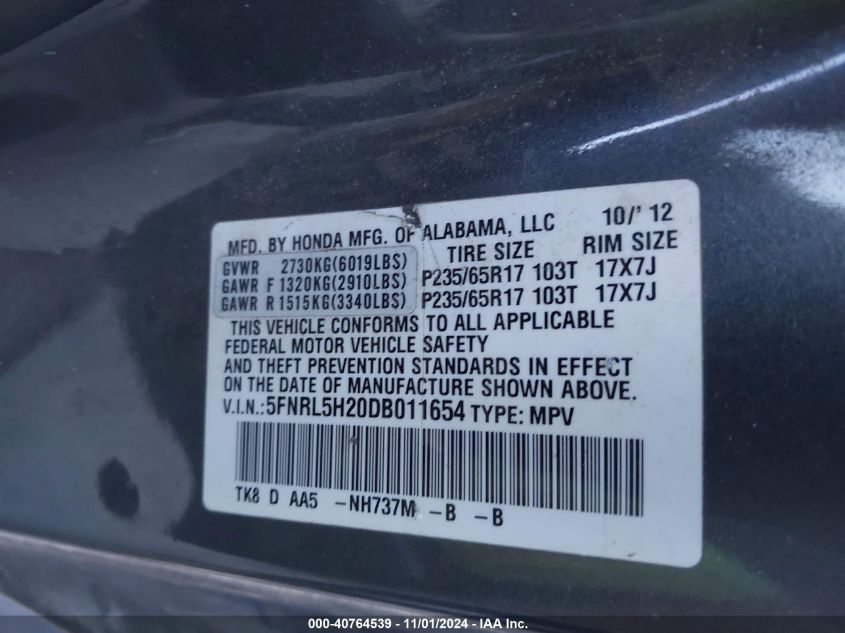 MFD. BY HONDA MFG. OF ALABAMA, LLC 10/'12
TIRE SIZE RIM SIZE
GVWR 2730KG(6019LBS)
GAWR F 1320KG(2910LBS) P235/65R17 103T 17X7J
GAWR R 1515KG(3340LBS) P235/65R17 103T 17X7J
THIS VEHICLE CONFORMS TO ALL APPLICABLE
FEDERAL MOTOR VEHICLE SAFETY
AND THEFT PREVENTION STANDARDS IN EFFECT
ON THE DATE OF MANUFACTURE SHOWN ABOVE.
V.I.N.:5FNRL5H20DB011654 TYPE: MPV
TK8 D AA5 -NH737M -B -B
000-40764539 - 11/01/2024 - IAA Inc.